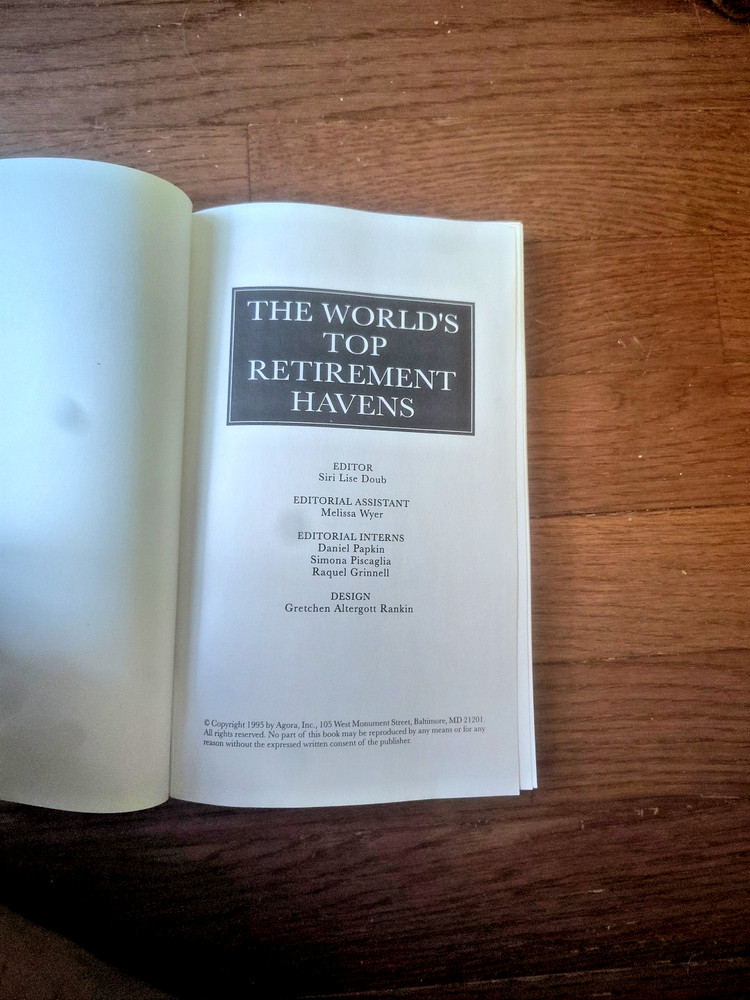 THE WORLD'S
TOP
RETIREMENT
HAVENS
EDITOR
Siri Lise Doub
EDITORIAL ASSISTANT
Melissa Wyer
EDITORIAL INTERNS
Daniel Papkin
Simona Piscaglia
Raquel Grinnell
DESIGN
Gretchen Altergott Rankin
© Copyright 1995 by Agora, Inc., 105 West Monument Street, Baltimore, MD 21201.
All rights reserved. No part of this book may be reproduced by any means or for any
reason without the expressed written consent of the publisher.